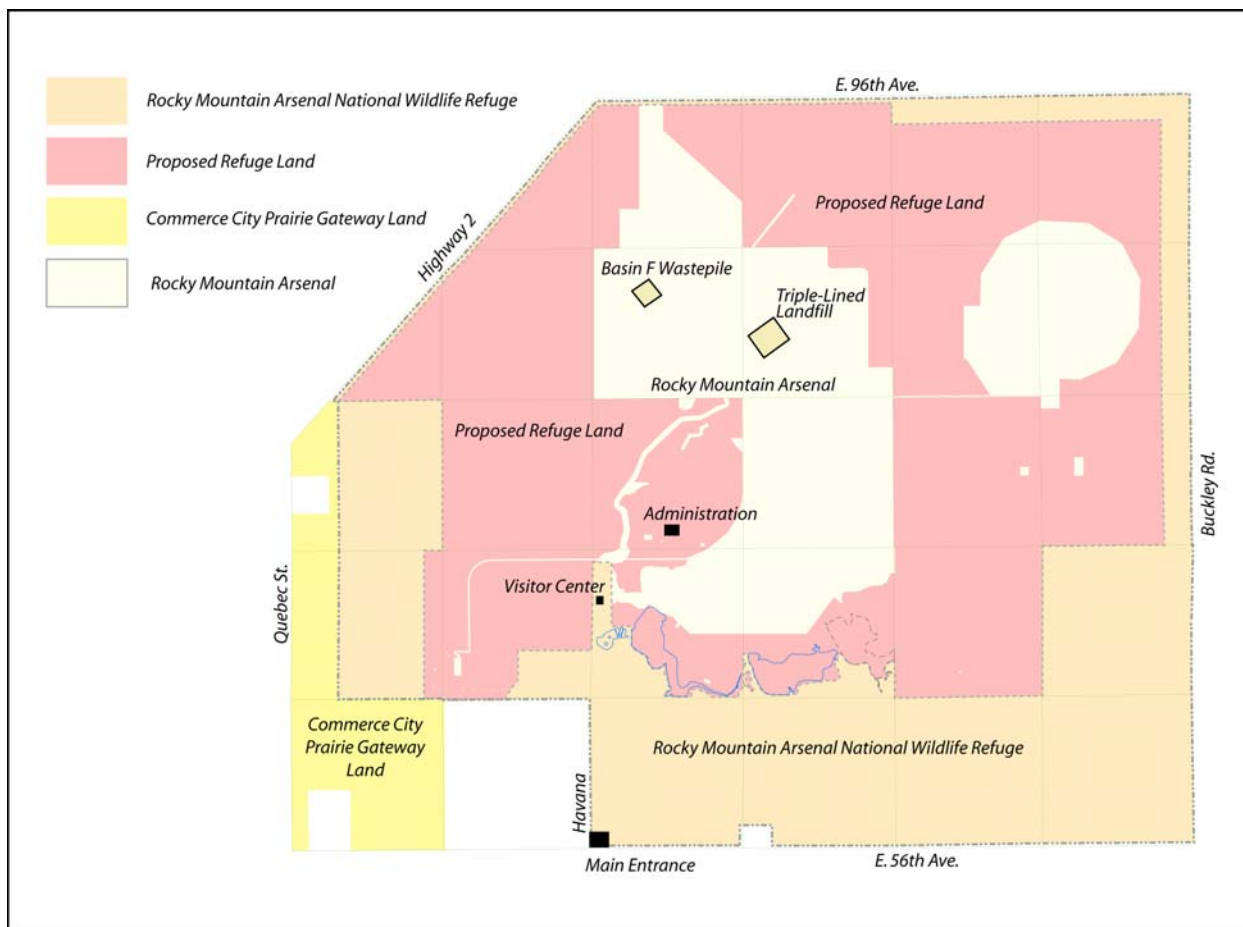 Rocky Mountain Arsenal National Wildlife Refuge
Proposed Refuge Land
Commerce City Prairie Gateway Land
Rocky Mountain Arsenal
E. 96th Ave.
Highway 2
Proposed Refuge Land
Basin F Wastepile
Triple-Lined
Landfill
Rocky Mountain Arsenal
Proposed Refuge Land
Buckley Rd.
Administration
Quebec St.
Visitor Center
Commerce City
Prairie Gateway
Land
Rocky Mountain Arsenal National Wildlife Refuge
Havana
Main Entrance
E. 56th Ave.